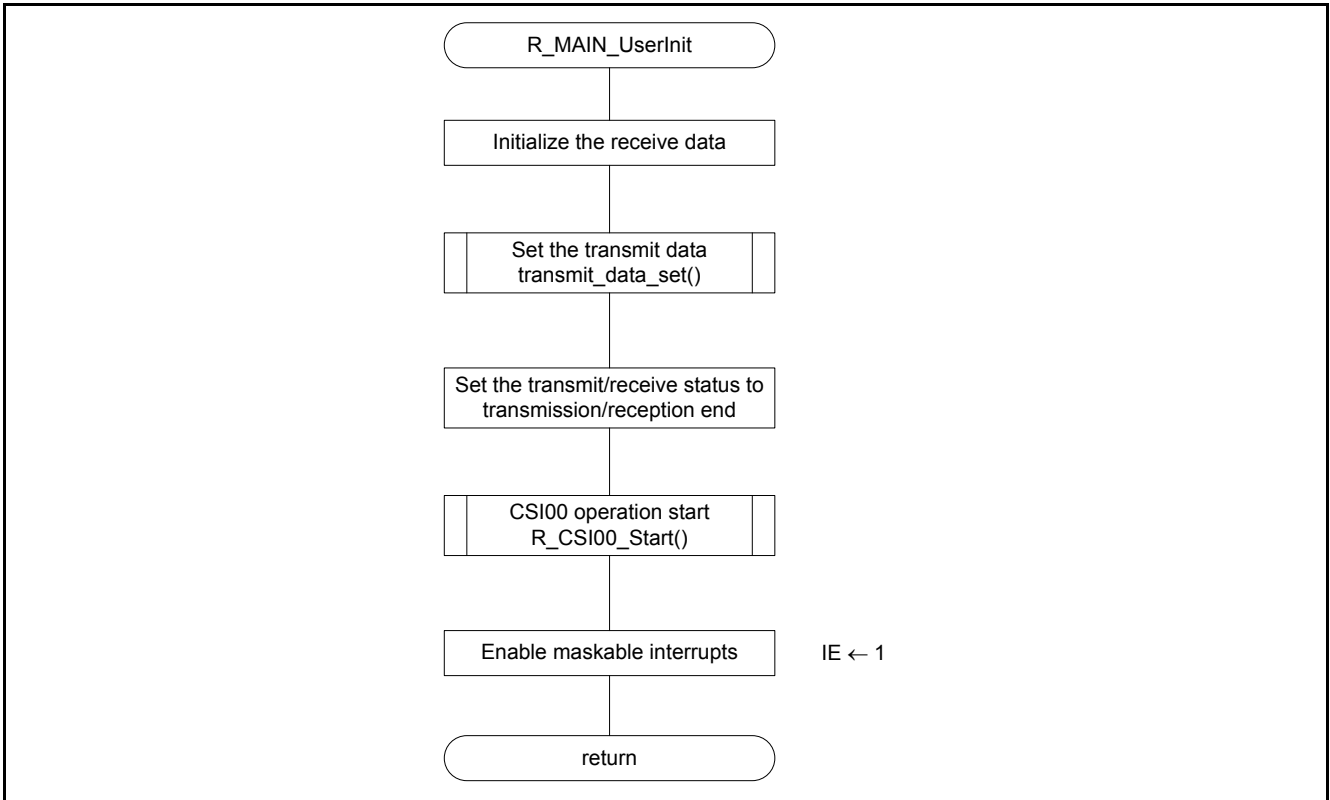 R_MAIN_UserInit
Initialize the receive data
Set the transmit data
transmit_data_set()
Set the transmit/receive status to
transmission/reception end
CSI00 operation start
R_CSI00_Start()
Enable maskable interrupts IE ← 1
return